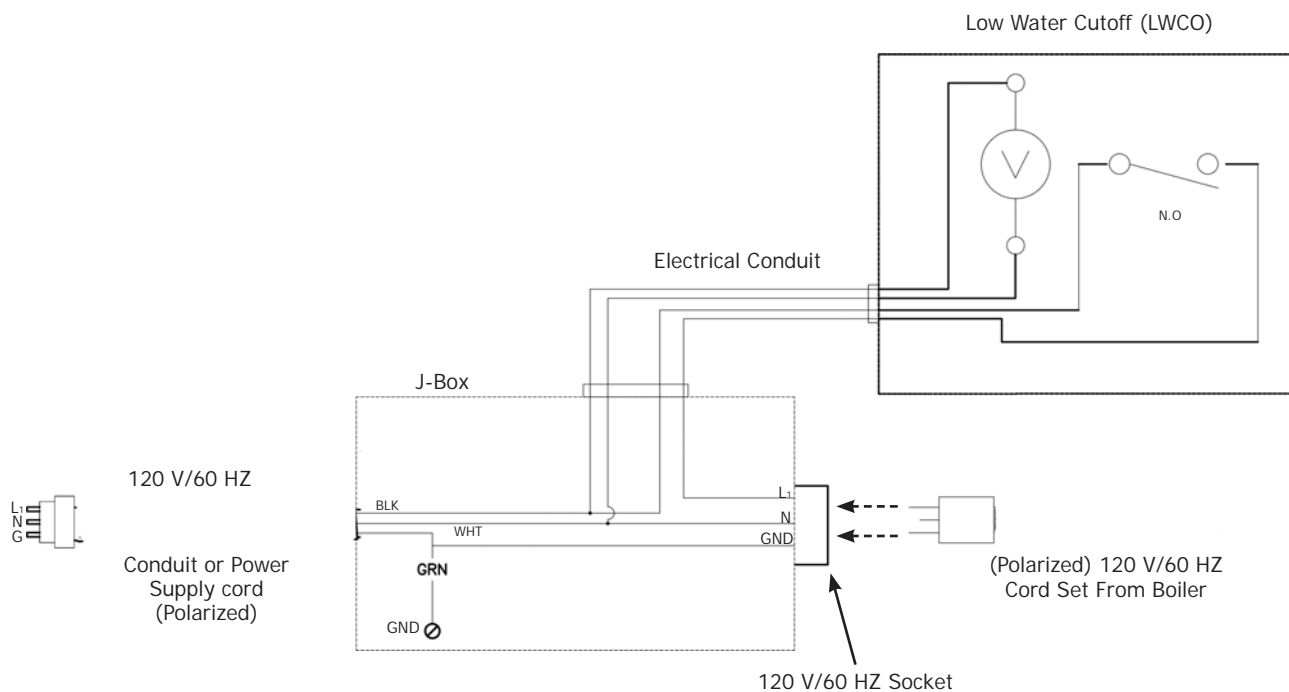 Low Water Cutoff (LWCO)
V
N.O
Electrical Conduit
J-Box
120 V/60 HZ
L1
N
G
BLK
WHT
L1
N
GND
GRN
GND
Conduit or Power
Supply cord
(Polarized)
(Polarized) 120 V/60 HZ
Cord Set From Boiler
120 V/60 HZ Socket